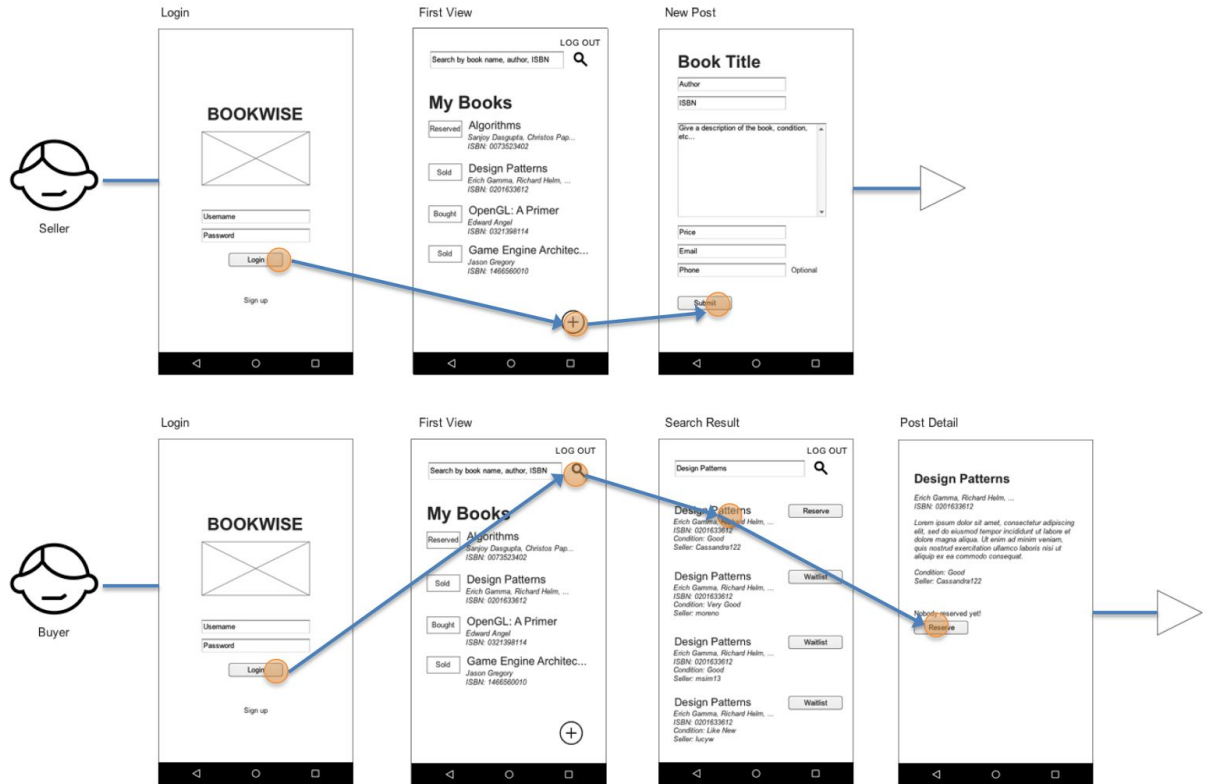 Login
First View
New Post
Seller
BOOKWISE
Username
Password
Login
Sign up
LOG OUT
Search by book name, author, ISBN
My Books
Reserved
Algorithms
Sanjoy Dasgupta, Christos Pap...
ISBN: 0073523402
Sold
Design Patterns
Erich Gamma, Richard Helm, ...
ISBN: 0201633612
Bought
OpenGL: A Primer
Edward Angel
ISBN: 0321398114
Sold
Game Engine Architec...
Jason Gregory
ISBN: 1466560010
Book Title
Author
ISBN
Give a description of the book, condition,
etc...
Price
Email
Phone
Optional
Submit
Login
First View
Search Result
Post Detail
Buyer
BOOKWISE
Username
Password
Login
Sign up
LOG OUT
Search by book name, author, ISBN
My Books
Reserved
Algorithms
Sanjoy Dasgupta, Christos Pap...
ISBN: 0073523402
Sold
Design Patterns
Erich Gamma, Richard Helm, ...
ISBN: 0201633612
Bought
OpenGL: A Primer
Edward Angel
ISBN: 0321398114
Sold
Game Engine Architec...
Jason Gregory
ISBN: 1466560010
LOG OUT
Design Patterns
Design Patterns
Reserve
Erich Gamma, Richard Helm, ...
ISBN: 0201633612
Condition: Good
Seller: Cassandra122
Design Patterns
Waitlist
Erich Gamma, Richard Helm, ...
ISBN: 0201633612
Condition: Very Good
Seller: moreno
Design Patterns
Waitlist
Erich Gamma, Richard Helm, ...
ISBN: 0201633612
Condition: Good
Seller: msim13
Design Patterns
Waitlist
Erich Gamma, Richard Helm, ...
ISBN: 0201633612
Condition: Like New
Seller: lucyw
Design Patterns
Erich Gamma, Richard Helm, ...
ISBN: 0201633612
Lorem ipsum dolor sit amet, consectetur adipiscing
elit, sed do eiusmod tempor incididunt ut labore et
dolore magna aliqua. Ut enim ad minim veniam,
quis nostrud exercitation ullamco laboris nisi ut
aliquip ex ea commodo consequat.
Condition: Good
Seller: Cassandra122
Nobody reserved yet!
Reserve